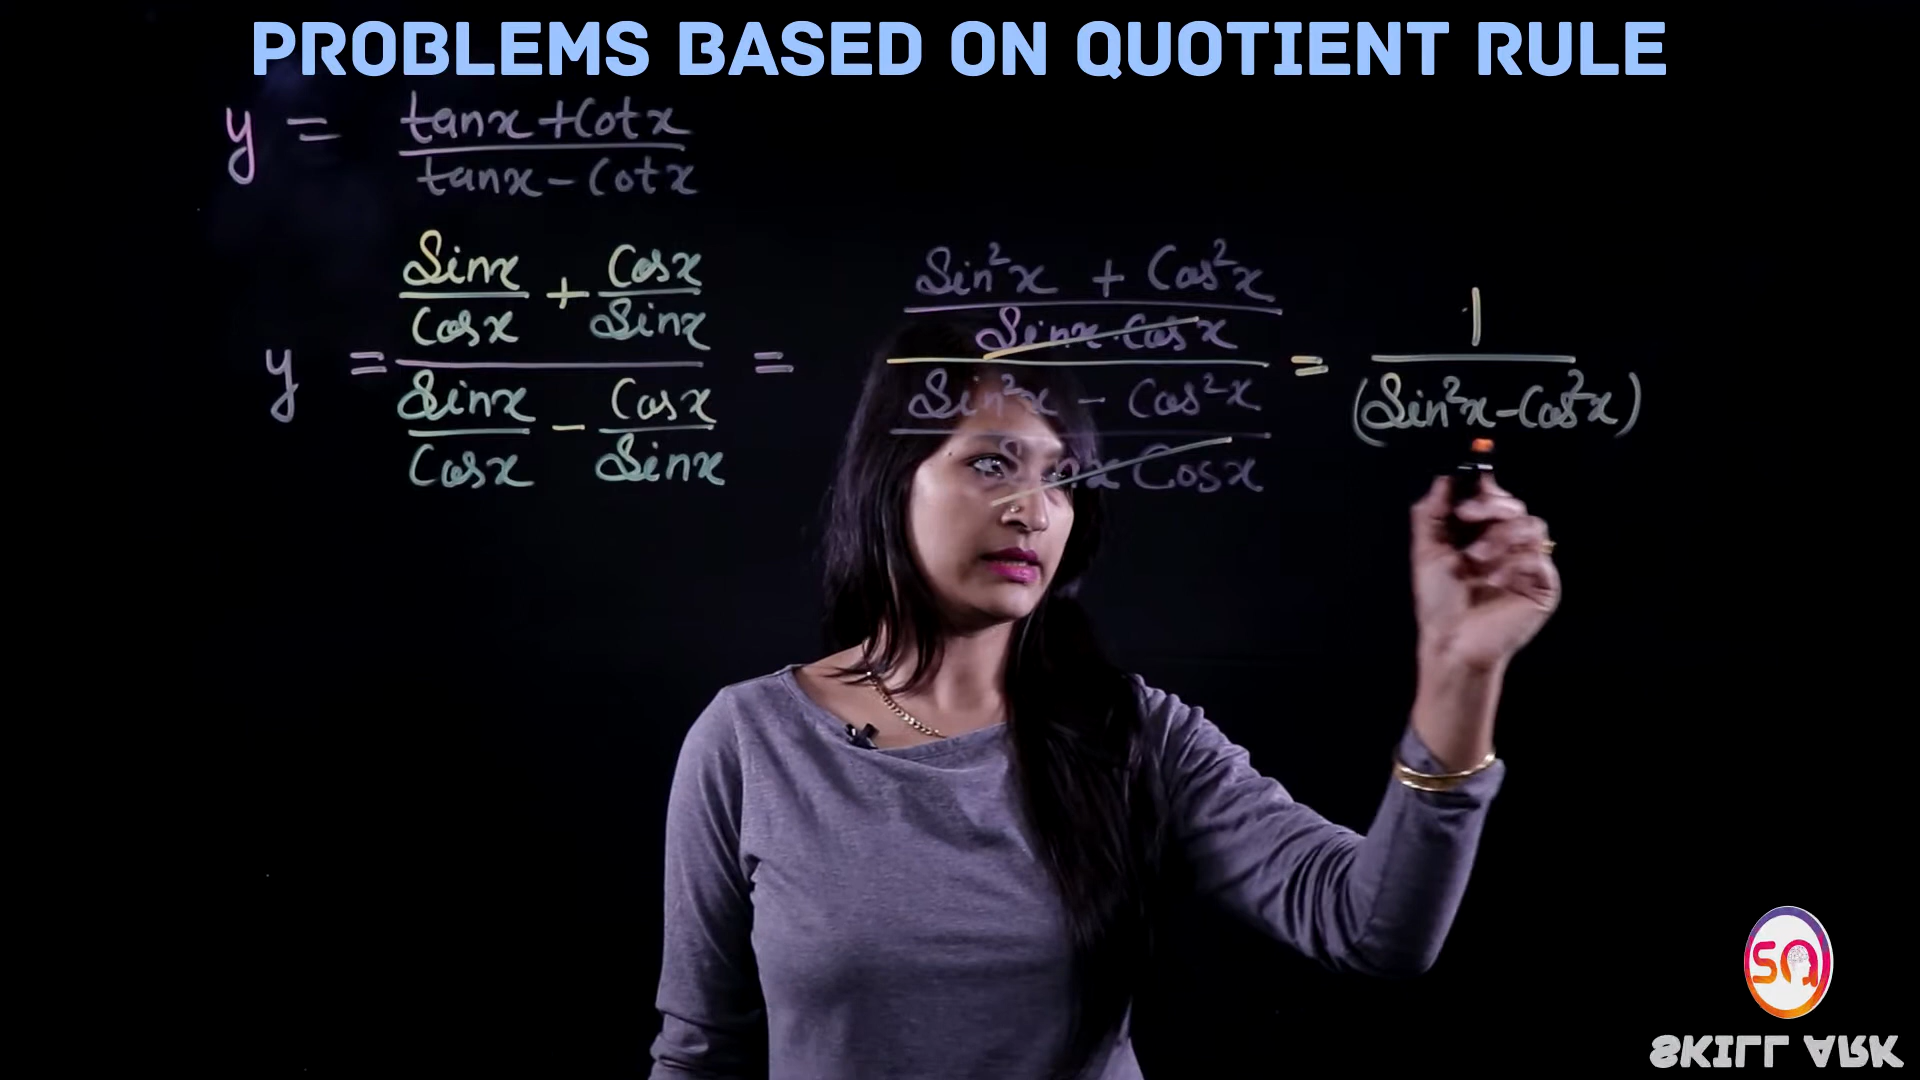 PROBLEMS BASED ON QUOTIENT RULE
y = (tanx + Cotx)/(tanx - Cotx)
y = (Sinx/Cosx + Cosx/Sinx)/(Sinx/Cosx - Cosx/Sinx) = ((Sin²x + Cos²x)/(Sinx.Cosx))/((Sin²x - Cos²x)/(Sinx Cosx)) = 1/(Sin²x - Cos²x)
SA
SKILL ARK